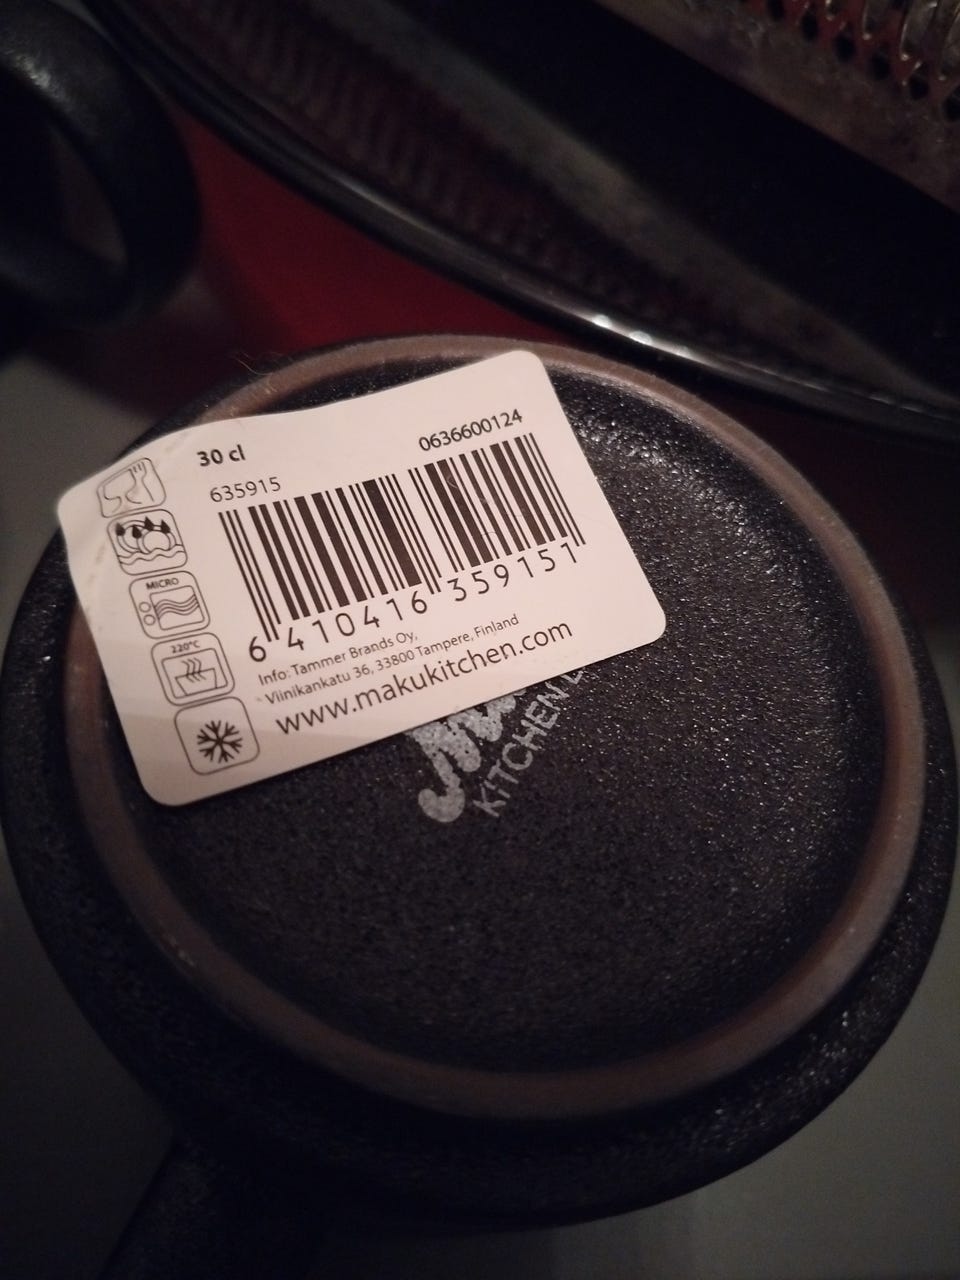 30 cl
0636600124
635915
6 410416 359151
MICRO
220°C
Info: Tammer Brands Oy,
Viinikankatu 36, 33800 Tampere, Finland
www.makukitchen.com
KITCHEN